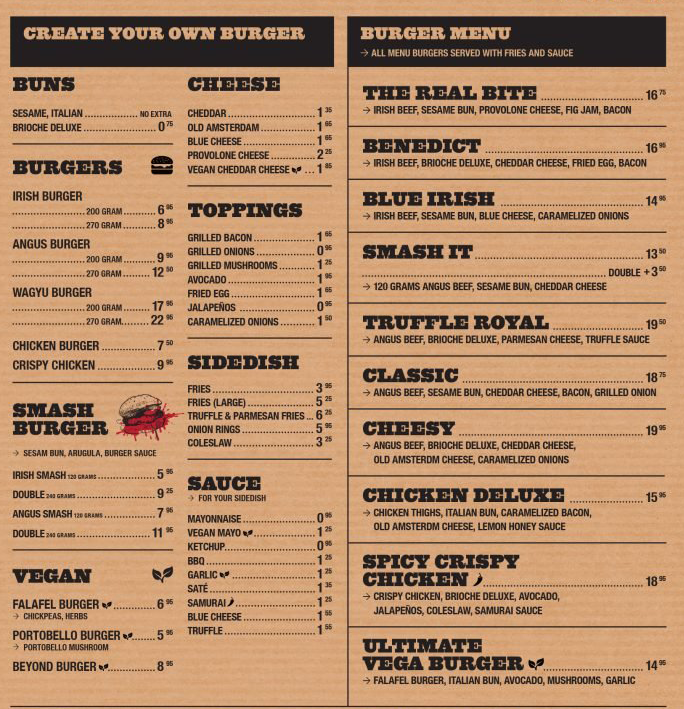 CREATE YOUR OWN BURGER
BUNS
SESAME, ITALIAN ........................ NO EXTRA
BRIOCHE DELUXE ........................ 0 75
BURGERS
IRISH BURGER
........................ 200 GRAM ....... 6 95
........................ 270 GRAM ....... 8 95
ANGUS BURGER
........................ 200 GRAM ....... 9 95
........................ 270 GRAM ....... 12 50
WAGYU BURGER
........................ 200 GRAM ....... 17 95
........................ 270 GRAM ....... 22 95
CHICKEN BURGER ........................ 7 50
CRISPY CHICKEN ........................ 9 95
SMASH
BURGER
→ SESAM BUN, ARUGULA, BURGER SAUCE
IRISH SMASH 120 GRAMS ........................ 5 95
DOUBLE 240 GRAMS ........................ 9 25
ANGUS SMASH 120 GRAMS ........................ 7 95
DOUBLE 240 GRAMS ........................ 11 95
VEGAN
FALAFEL BURGER ........................ 6 95
→ CHICKPEAS, HERBS
PORTOBELLO BURGER ........................ 5 95
→ PORTOBELLO MUSHROOM
BEYOND BURGER ........................ 8 95
CHEESE
CHEDDAR ........................ 1 35
OLD AMSTERDAM ........................ 1 65
BLUE CHEESE ........................ 1 65
PROVOLONE CHEESE ........................ 2 25
VEGAN CHEDDAR CHEESE ... 1 85
TOPPINGS
GRILLED BACON ........................ 1 65
GRILLED ONIONS ........................ 0 95
GRILLED MUSHROOMS ........................ 1 25
AVOCADO ........................ 1 95
FRIED EGG ........................ 1 65
JALAPEÑOS ........................ 0 95
CARAMELIZED ONIONS ........................ 1 50
SIDEDISH
FRIES ........................ 3 95
FRIES (LARGE) ........................ 5 25
TRUFFLE & PARMESAN FRIES ... 6 25
ONION RINGS ........................ 5 95
COLESLAW ........................ 3 25
SAUCE
→ FOR YOUR SIDEDISH
MAYONNAISE ........................ 0 95
VEGAN MAYO ........................ 1 25
KETCHUP ........................ 0 95
BBQ ........................ 1 25
GARLIC ........................ 1 25
SATÉ ........................ 1 35
SAMURAI ........................ 1 25
BLUE CHEESE ........................ 1 55
TRUFFLE ........................ 1 55
BURGER MENU
→ ALL MENU BURGERS SERVED WITH FRIES AND SAUCE
THE REAL BITE ........................ 16 75
→ IRISH BEEF, SESAME BUN, PROVOLONE CHEESE, FIG JAM, BACON
BENEDICT ........................ 16 95
→ IRISH BEEF, BRIOCHE DELUXE, CHEDDAR CHEESE, FRIED EGG, BACON
BLUE IRISH ........................ 14 95
→ IRISH BEEF, SESAME BUN, BLUE CHEESE, CARAMELIZED ONIONS
SMASH IT ........................ 13 50
........................ DOUBLE +3 50
→ 120 GRAMS ANGUS BEEF, SESAME BUN, CHEDDAR CHEESE
TRUFFLE ROYAL ........................ 19 50
→ ANGUS BEEF, BRIOCHE DELUXE, PARMESAN CHEESE, TRUFFLE SAUCE
CLASSIC ........................ 18 75
→ ANGUS BEEF, SESAME BUN, CHEDDAR CHEESE, BACON, GRILLED ONION
CHEESY ........................ 19 95
→ ANGUS BEEF, BRIOCHE DELUXE, CHEDDAR CHEESE,
OLD AMSTERDM CHEESE, CARAMELIZED ONIONS
CHICKEN DELUXE ........................ 15 95
→ CHICKEN THIGHS, ITALIAN BUN, CARAMELIZED BACON,
OLD AMSTERDM CHEESE, LEMON HONEY SAUCE
SPICY CRISPY
CHICKEN ........................ 18 95
→ CRISPY CHICKEN, BRIOCHE DELUXE, AVOCADO,
JALAPEÑOS, COLESLAW, SAMURAI SAUCE
ULTIMATE
VEGA BURGER ........................ 14 95
→ FALAFEL BURGER, ITALIAN BUN, AVOCADO, MUSHROOMS, GARLIC